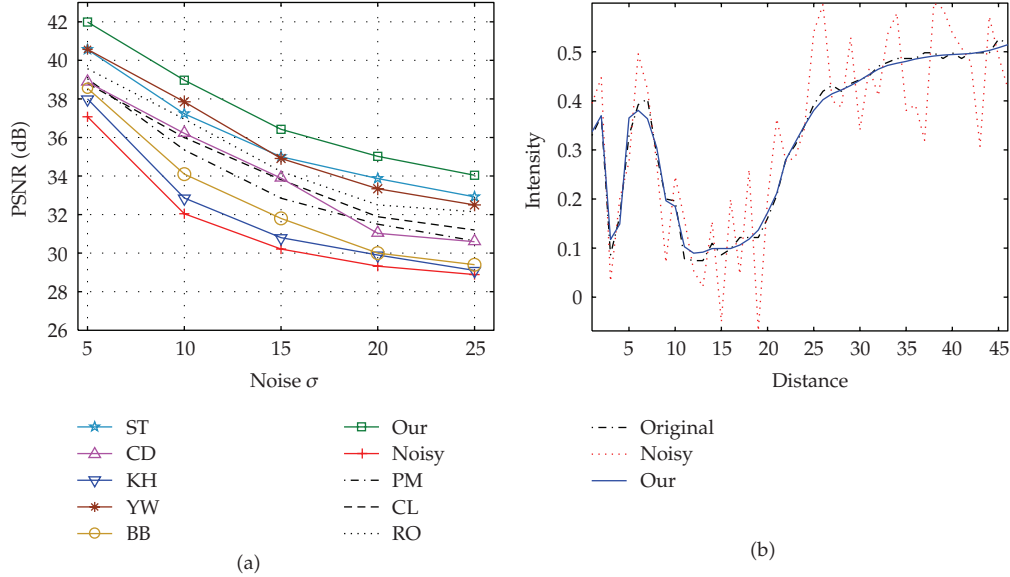 42
40
38
36
34
32
30
28
26
PSNR (dB)
5
10
15
20
25
Noise σ
ST
CD
KH
YW
BB
Our
Noisy
PM
CL
RO
(a)
0.5
0.4
0.3
0.2
0.1
0
Intensity
5
10
15
20
25
30
35
40
45
Distance
Original
Noisy
Our
(b)